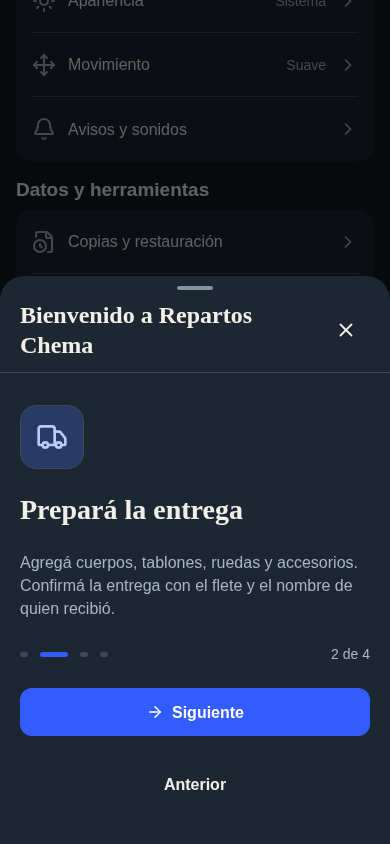 Apariencia Sistema
Movimiento Suave
Avisos y sonidos
Datos y herramientas
Copias y restauración
Bienvenido a Repartos
Chema
Prepará la entrega
Agregá cuerpos, tablones, ruedas y accesorios.
Confirmá la entrega con el flete y el nombre de
quien recibió.
2 de 4
Siguiente
Anterior